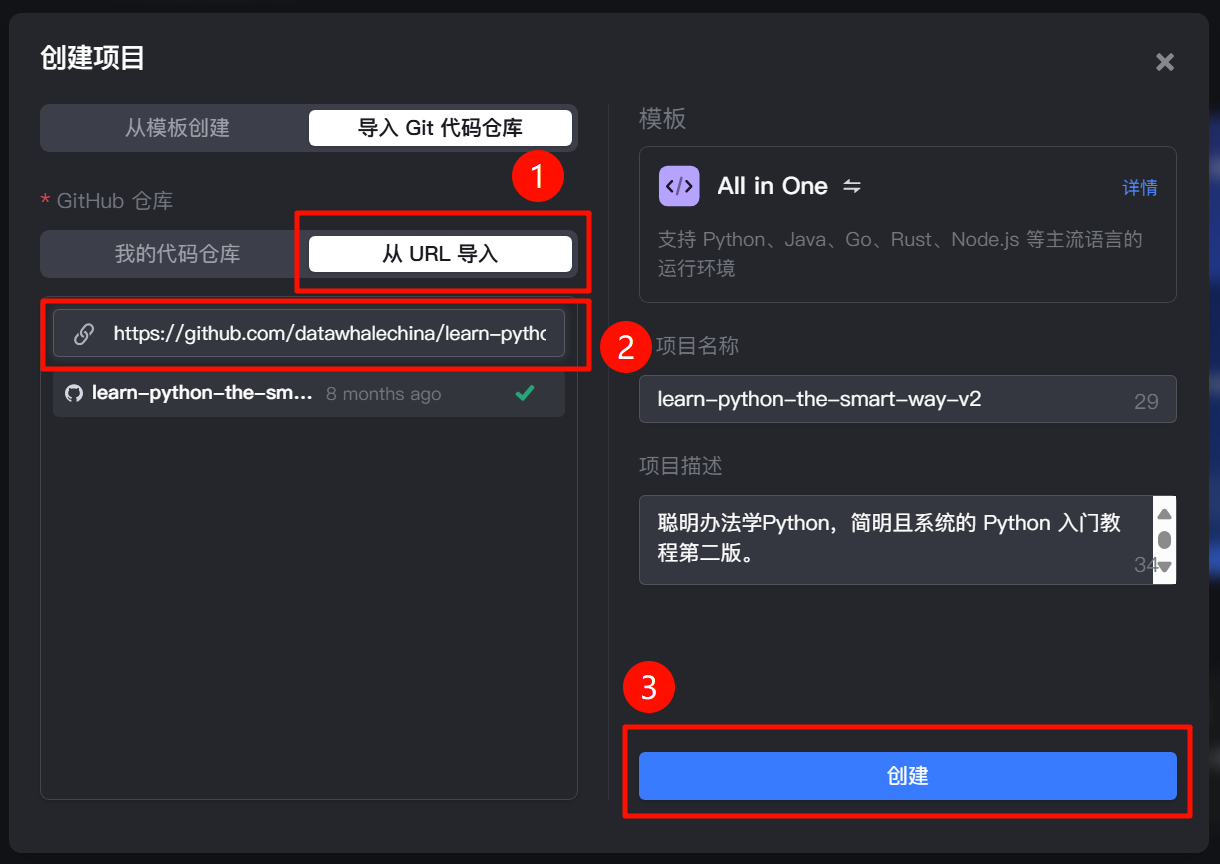 创建项目
从模板创建
导入 Git 代码仓库
1
* GitHub 仓库
我的代码仓库
从 URL 导入
https://github.com/datawhalechina/learn-pytho
2
learn-python-the-sm... 8 months ago
模板
All in One
详情
支持 Python、Java、Go、Rust、Node.js 等主流语言的
运行环境
项目名称
learn-python-the-smart-way-v2 29
项目描述
聪明办法学Python，简明且系统的 Python 入门教
程第二版。
34
3
创建